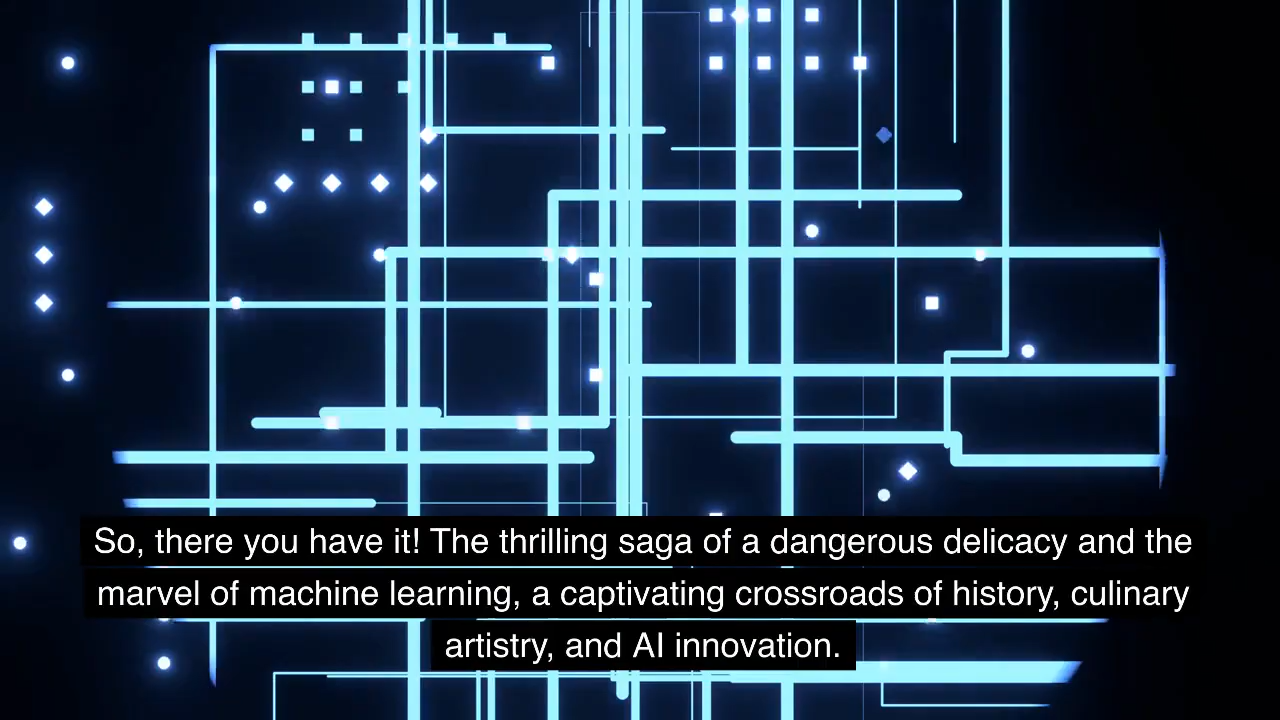 So, there you have it! The thrilling saga of a dangerous delicacy and the
marvel of machine learning, a captivating crossroads of history, culinary
artistry, and AI innovation.